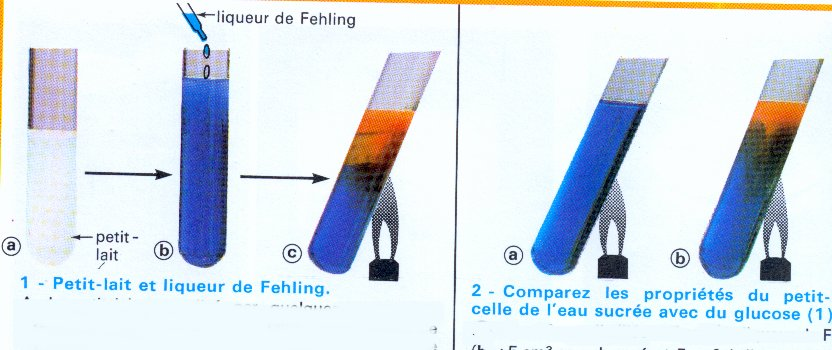 liqueur de Fehling
petit-
lait
a
b
c
1 - Petit-lait et liqueur de Fehling.
a
b
2 - Comparez les propriétés du petit-
celle de l'eau sucrée avec du glucose (1)